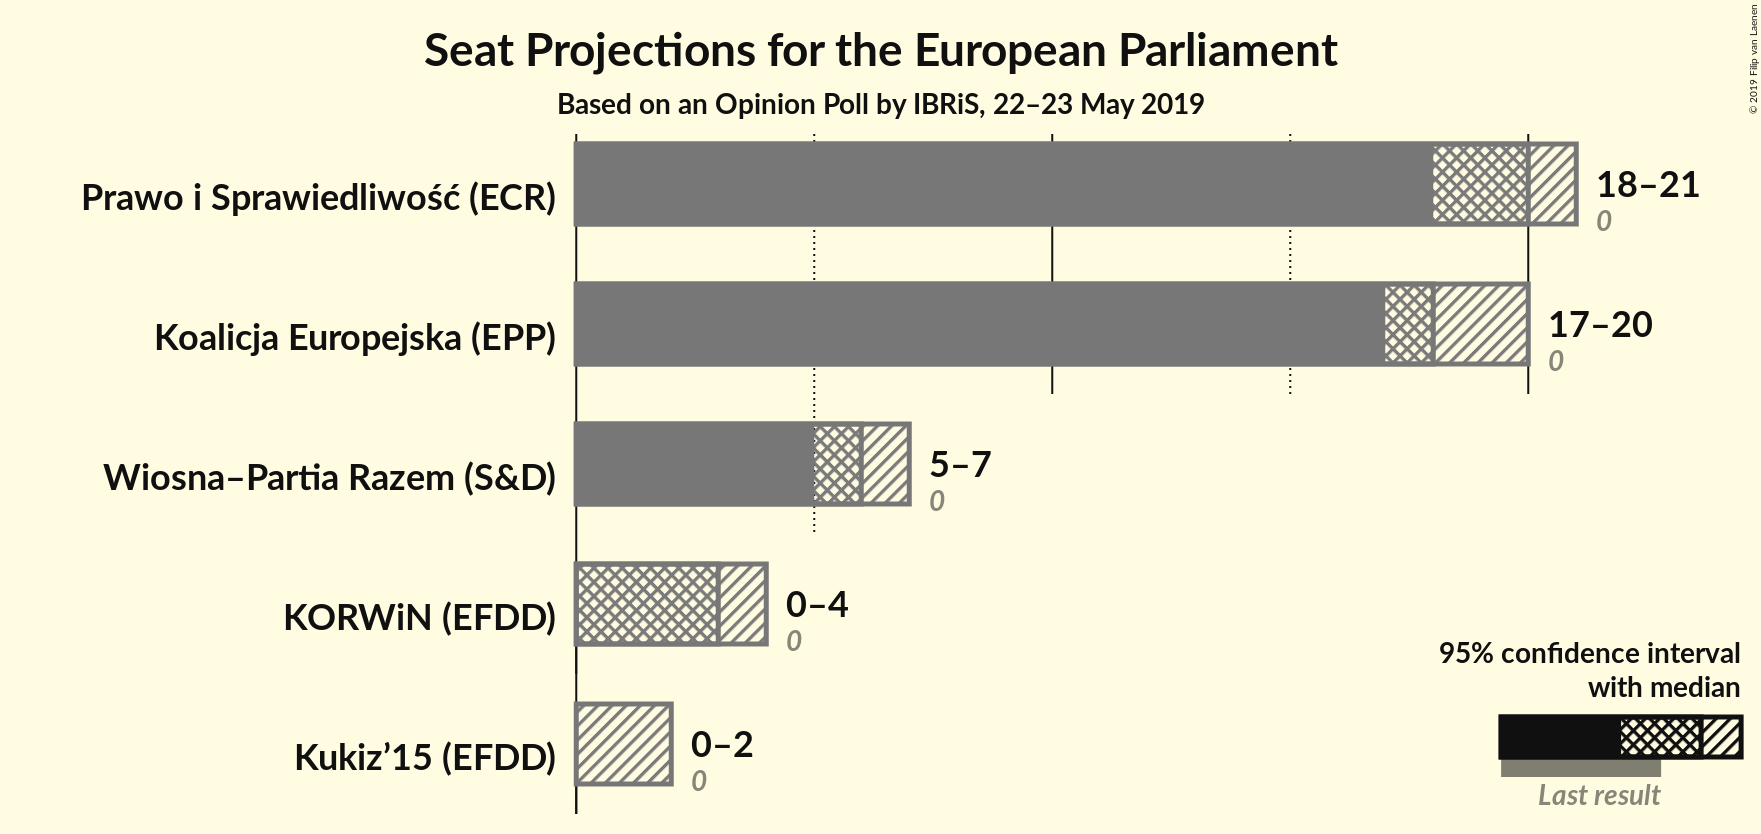 Seat Projections for the European Parliament
Based on an Opinion Poll by IBRiS, 22–23 May 2019
© 2019 Filip van Laenen
Prawo i Sprawiedliwość (ECR)
18–21
0
Koalicja Europejska (EPP)
17–20
0
Wiosna–Partia Razem (S&D)
5–7
0
KORWiN (EFDD)
0–4
0
Kukiz’15 (EFDD)
0–2
0
95% confidence interval
with median
Last result